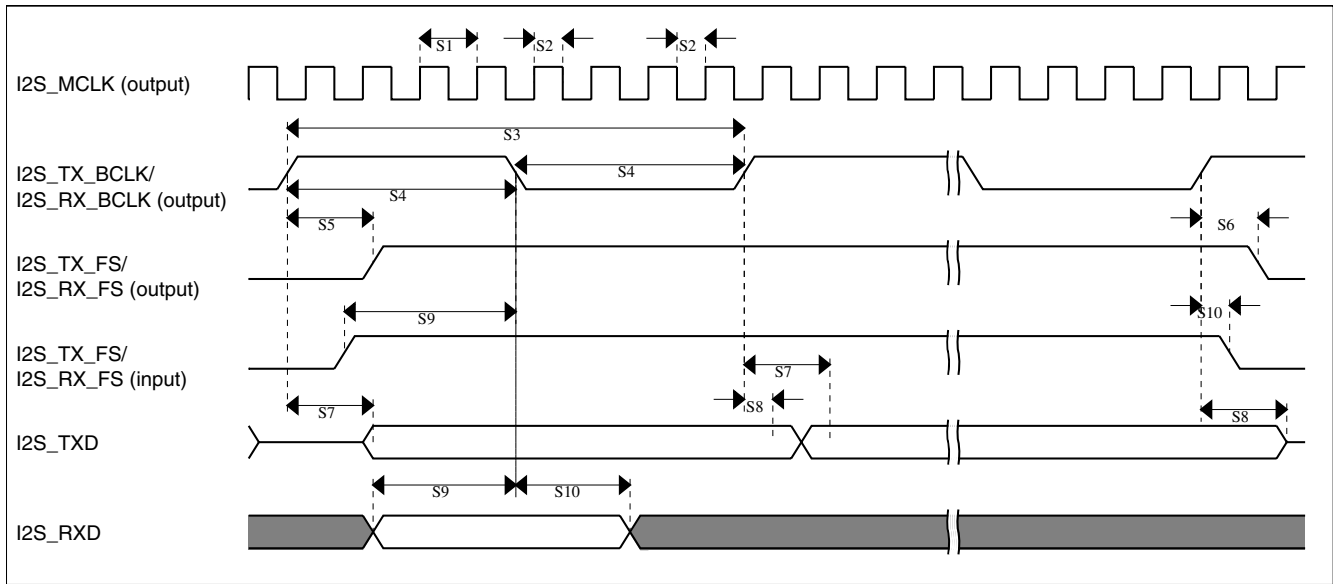 S1
S2
S2
I2S_MCLK (output)
S3
I2S_TX_BCLK/
I2S_RX_BCLK (output)
S4
S4
S5
S6
I2S_TX_FS/
I2S_RX_FS (output)
S9
S10
I2S_TX_FS/
I2S_RX_FS (input)
S7
S7
S8
S8
I2S_TXD
S9
S10
I2S_RXD